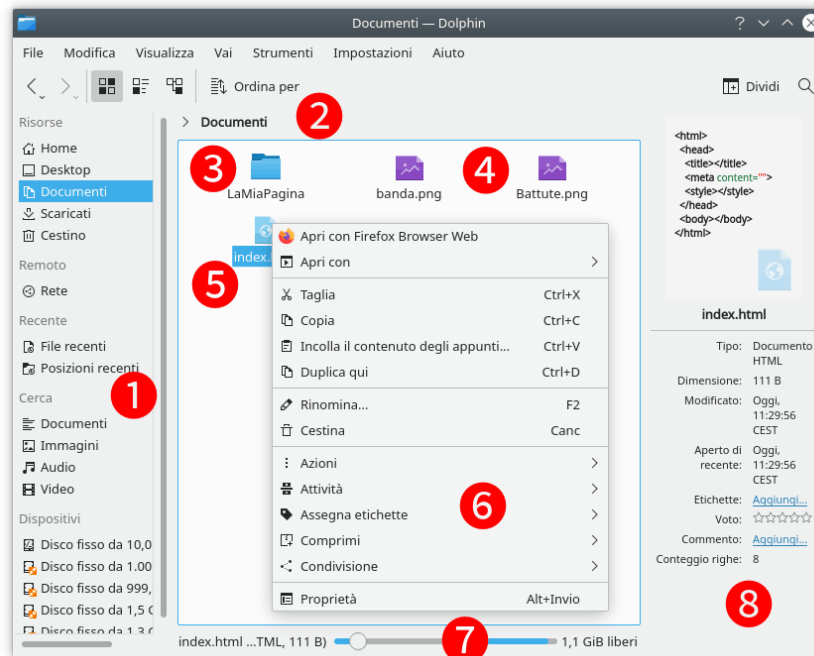 Documenti — Dolphin
File Modifica Visualizza Vai Strumenti Impostazioni Aiuto
Ordina per
Dividi
Risorse
Home
Desktop
Documenti
Scaricati
Cestino
Remoto
Rete
Recente
File recenti
Posizioni recenti
1
Cerca
Documenti
Immagini
Audio
Video
Dispositivi
Disco fisso da 10,0
Disco fisso da 1.00
Disco fisso da 999,
Disco fisso da 1,5 G
Disco fisso da 1,3 G
Documenti
2
3
4
LaMiaPagina
banda.png
Battute.png
index.
5
Apri con Firefox Browser Web
Apri con
Taglia Ctrl+X
Copia Ctrl+C
Incolla il contenuto degli appunti... Ctrl+V
Duplica qui Ctrl+D
Rinomina... F2
Cestina Canc
Azioni
Attività
Assegna etichette
6
Comprimi
Condivisione
Proprietà Alt+Invio
index.html ...TML, 111 B)
7
1,1 GiB liberi
<html>
<head>
<title></title>
<meta content="">
<style></style>
</head>
<body></body>
</html>
index.html
Tipo: Documento
HTML
Dimensione: 111 B
Modificato: Oggi,
11:29:56
CEST
Aperto di Oggi,
recente: 11:29:56
CEST
Etichette: Aggiungi...
Voto:
Commento: Aggiungi...
Conteggio righe: 8
8